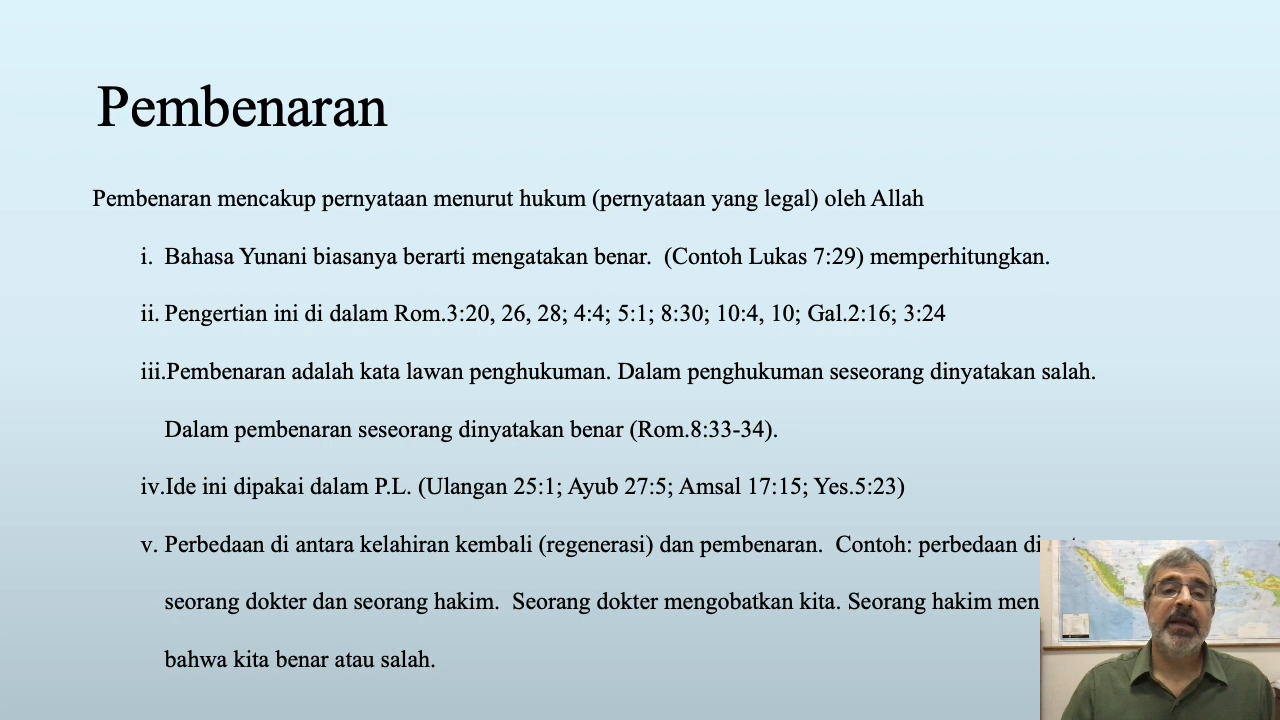 Pembenaran
Pembenaran mencakup pernyataan menurut hukum (pernyataan yang legal) oleh Allah
i. Bahasa Yunani biasanya berarti mengatakan benar.  (Contoh Lukas 7:29) memperhitungkan.
ii. Pengertian ini di dalam Rom.3:20, 26, 28; 4:4; 5:1; 8:30; 10:4, 10; Gal.2:16; 3:24
iii.Pembenaran adalah kata lawan penghukuman. Dalam penghukuman seseorang dinyatakan salah.
Dalam pembenaran seseorang dinyatakan benar (Rom.8:33-34).
iv.Ide ini dipakai dalam P.L. (Ulangan 25:1; Ayub 27:5; Amsal 17:15; Yes.5:23)
v. Perbedaan di antara kelahiran kembali (regenerasi) dan pembenaran.  Contoh: perbedaan di
seorang dokter dan seorang hakim.  Seorang dokter mengobatkan kita. Seorang hakim men
bahwa kita benar atau salah.